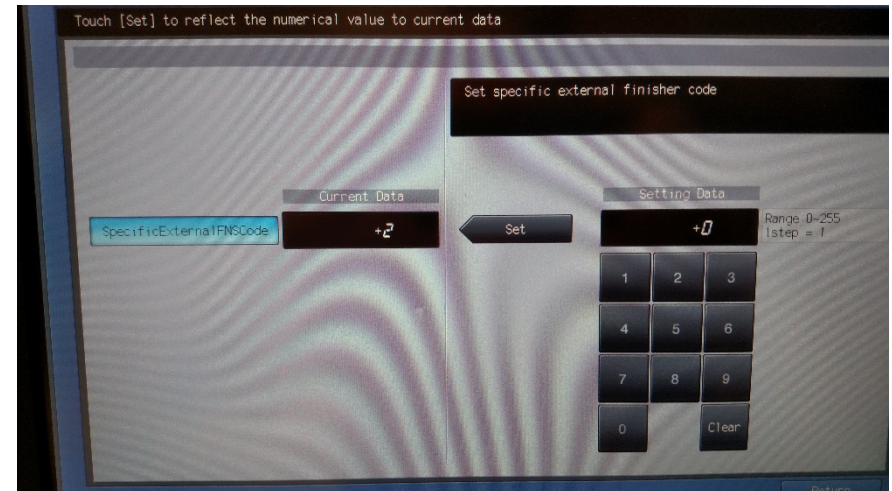 Touch [Set] to reflect the numerical value to current data
Set specific external finisher code
Current Data
Setting Data
SpecificExternalFNSCode
+2
Set
+0
Range 0~255
1step = 1
1 2 3
4 5 6
7 8 9
0 Clear
Return